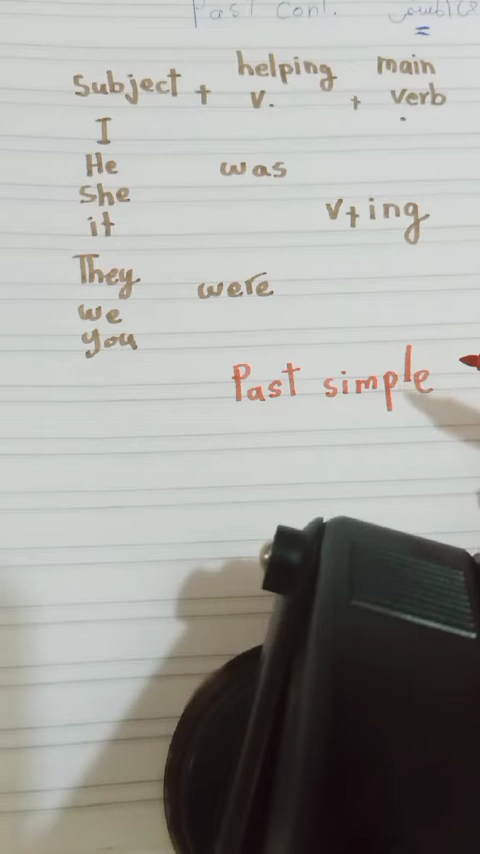 Past cont.
Subject + helping v. + main verb
I
He was
she
it v+ing
They were
we
you
Past simple